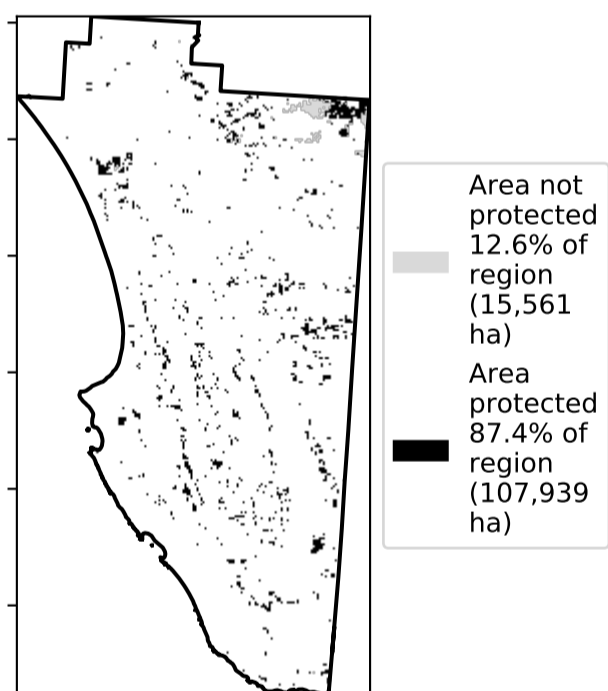 Area not
protected
12.6% of
region
(15,561
ha)
Area
protected
87.4% of
region
(107,939
ha)